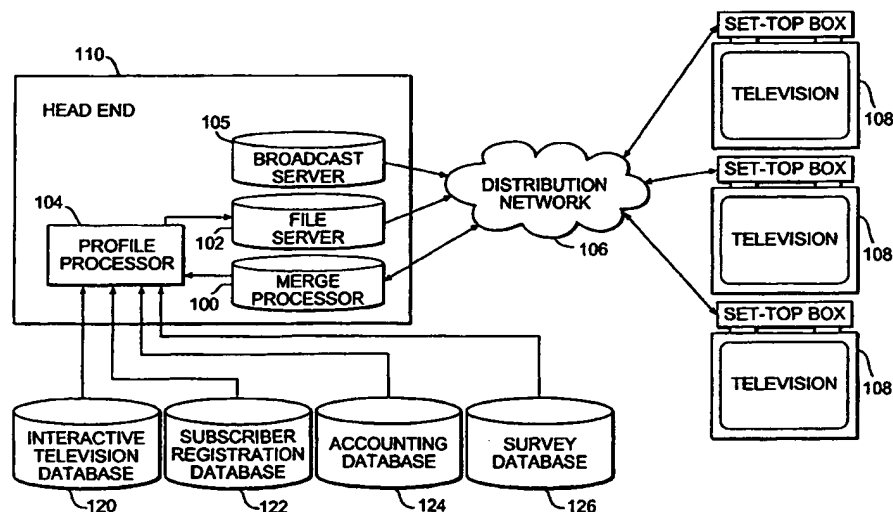 110
HEAD END
105
BROADCAST
SERVER
104
PROFILE
PROCESSOR
102
FILE
SERVER
100
MERGE
PROCESSOR
DISTRIBUTION
NETWORK
106
SET-TOP BOX
TELEVISION
108
SET-TOP BOX
TELEVISION
108
SET-TOP BOX
TELEVISION
108
INTERACTIVE
TELEVISION
DATABASE
120
SUBSCRIBER
REGISTRATION
DATABASE
122
ACCOUNTING
DATABASE
124
SURVEY
DATABASE
126